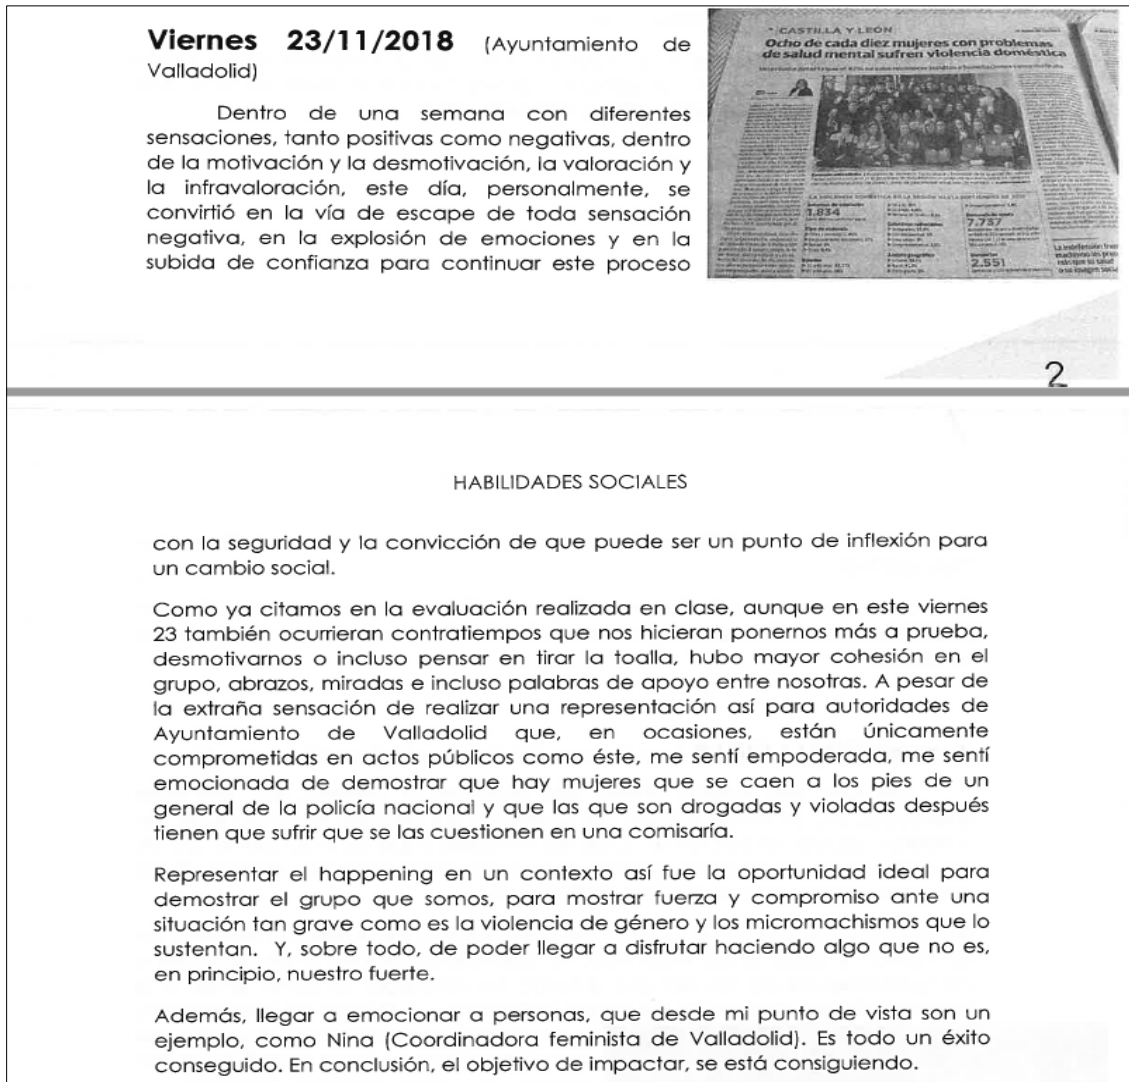 Viernes 23/11/2018 (Ayuntamiento de
Valladolid)
CASTILLA Y LEÓN
Ocho de cada diez mujeres con problemas
de salud mental sufren violencia doméstica
1.834
7.737
2.551
Dentro de una semana con diferentes
sensaciones, tanto positivas como negativas, dentro
de la motivación y la desmotivación, la valoración y
la infravaloración, este día, personalmente, se
convirtió en la vía de escape de toda sensación
negativa, en la explosión de emociones y en la
subida de confianza para continuar este proceso
2
HABILIDADES SOCIALES
con la seguridad y la convicción de que puede ser un punto de inflexión para
un cambio social.
Como ya citamos en la evaluación realizada en clase, aunque en este viernes
23 también ocurrieran contratiempos que nos hicieran ponernos más a prueba,
desmotivarnos o incluso pensar en tirar la toalla, hubo mayor cohesión en el
grupo, abrazos, miradas e incluso palabras de apoyo entre nosotras. A pesar de
la extraña sensación de realizar una representación así para autoridades de
Ayuntamiento de Valladolid que, en ocasiones, están únicamente
comprometidas en actos públicos como éste, me sentí empoderada, me sentí
emocionada de demostrar que hay mujeres que se caen a los pies de un
general de la policía nacional y que las que son drogadas y violadas después
tienen que sufrir que se las cuestionen en una comisaría.
Representar el happening en un contexto así fue la oportunidad ideal para
demostrar el grupo que somos, para mostrar fuerza y compromiso ante una
situación tan grave como es la violencia de género y los micromachismos que lo
sustentan. Y, sobre todo, de poder llegar a disfrutar haciendo algo que no es,
en principio, nuestro fuerte.
Además, llegar a emocionar a personas, que desde mi punto de vista son un
ejemplo, como Nina (Coordinadora feminista de Valladolid). Es todo un éxito
conseguido. En conclusión, el objetivo de impactar, se está consiguiendo.